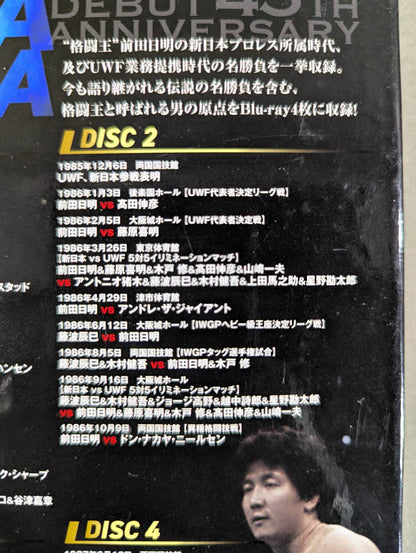 DEBUT 45TH
ANNIVERSARY
A
A
“格闘王”前田日明の新日本プロレス所属時代、
及びUWF業務提携時代の名勝負を一挙収録。
今も語り継がれる伝説の名勝負を含む、
格闘王と呼ばれる男の原点をBlu-ray4枚に収録!
DISC 2
1985年12月6日 両国国技館
UWF、新日本参戦表明
1986年1月3日 後楽園ホール【UWF代表者決定リーグ戦】
前田日明 vs 高田伸彦
1986年2月5日 大阪城ホール【UWF代表者決定戦】
前田日明 vs 藤原喜明
1986年3月26日 東京体育館
【新日本 vs UWF 5対5イリミネーションマッチ】
前田日明&藤原喜明&木戸 修&高田伸彦&山崎一夫
vs アントニオ猪木&藤波辰巳&木村健吾&上田馬之助&星野勘太郎
1986年4月29日 津市体育館
前田日明 vs アンドレ・ザ・ジャイアント
1986年6月12日 大阪城ホール【IWGPヘビー級王座決定リーグ戦】
藤波辰巳 vs 前田日明
1986年8月5日 両国国技館【IWGPタッグ選手権試合】
藤波辰巳&木村健吾 vs 前田日明&木戸 修
1986年9月16日 大阪城ホール
【新日本 vs UWF 5対5イリミネーションマッチ】
藤波辰巳&木村健吾&ジョージ高野&越中詩郎&星野勘太郎
vs 前田日明&藤原喜明&木戸 修&高田伸彦&山崎一夫
1986年10月9日 両国国技館【異種格闘技戦】
前田日明 vs ドン・ナカヤ・ニールセン
スタッド
ハンセン
ク・シャープ
口&谷津嘉章
DISC 4